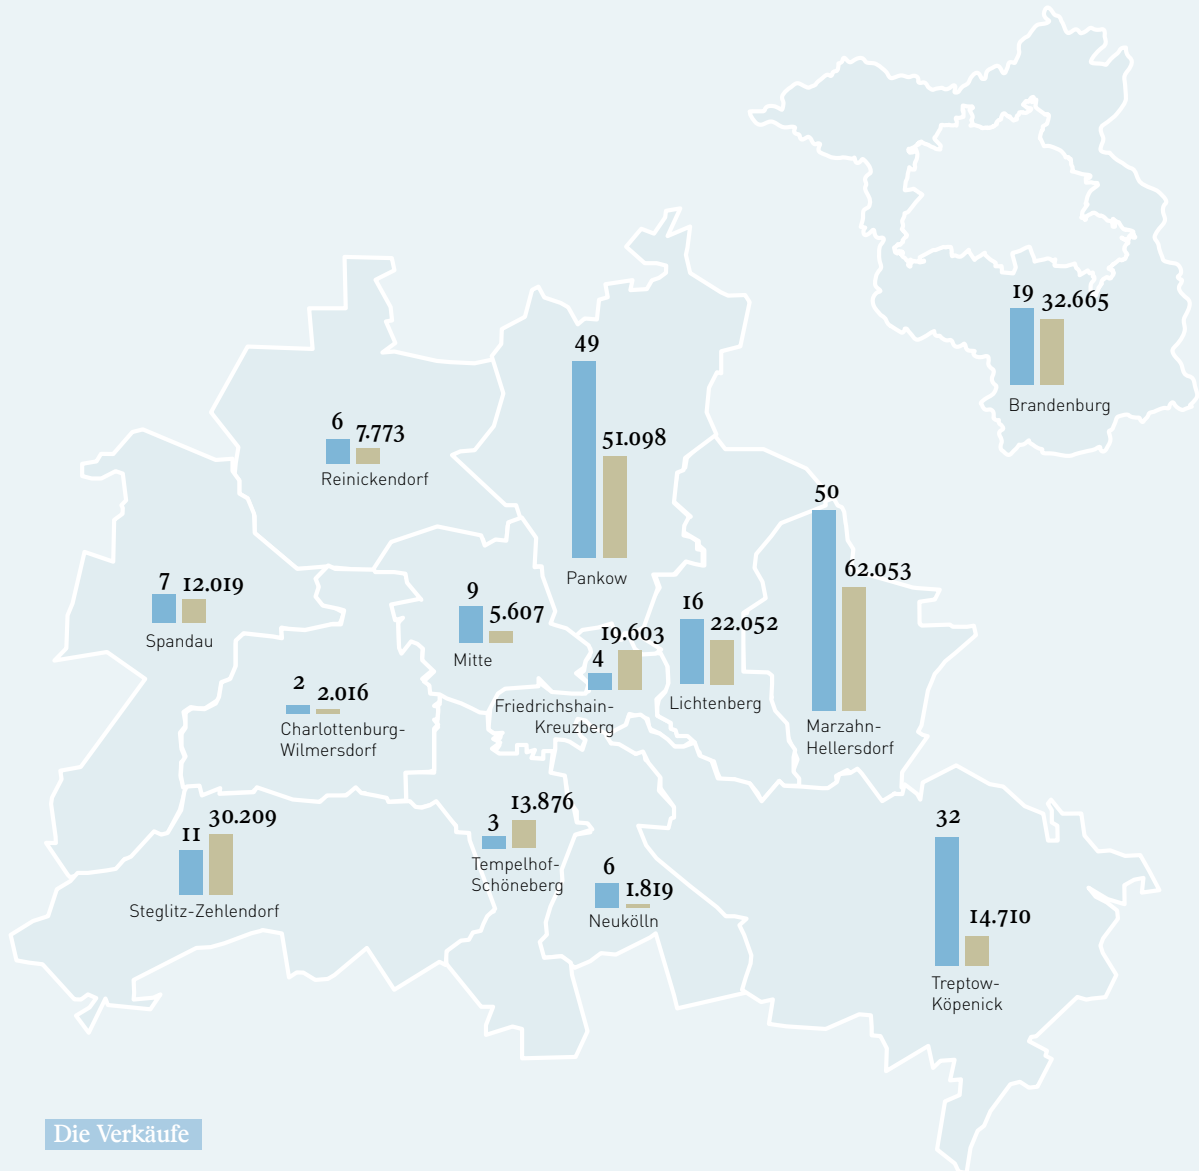 19 32.665
Brandenburg
49
51.098
Pankow
6 7.773
Reinickendorf
50
62.053
Marzahn-
Hellersdorf
7 12.019
Spandau
9
5.607
Mitte
16
22.052
Lichtenberg
19.603
4
Friedrichshain-
Kreuzberg
2
2.016
Charlottenburg-
Wilmersdorf
11 30.209
Steglitz-Zehlendorf
3 13.876
Tempelhof-
Schöneberg
6
1.819
Neukölln
32
14.710
Treptow-
Köpenick
Die Verkäufe